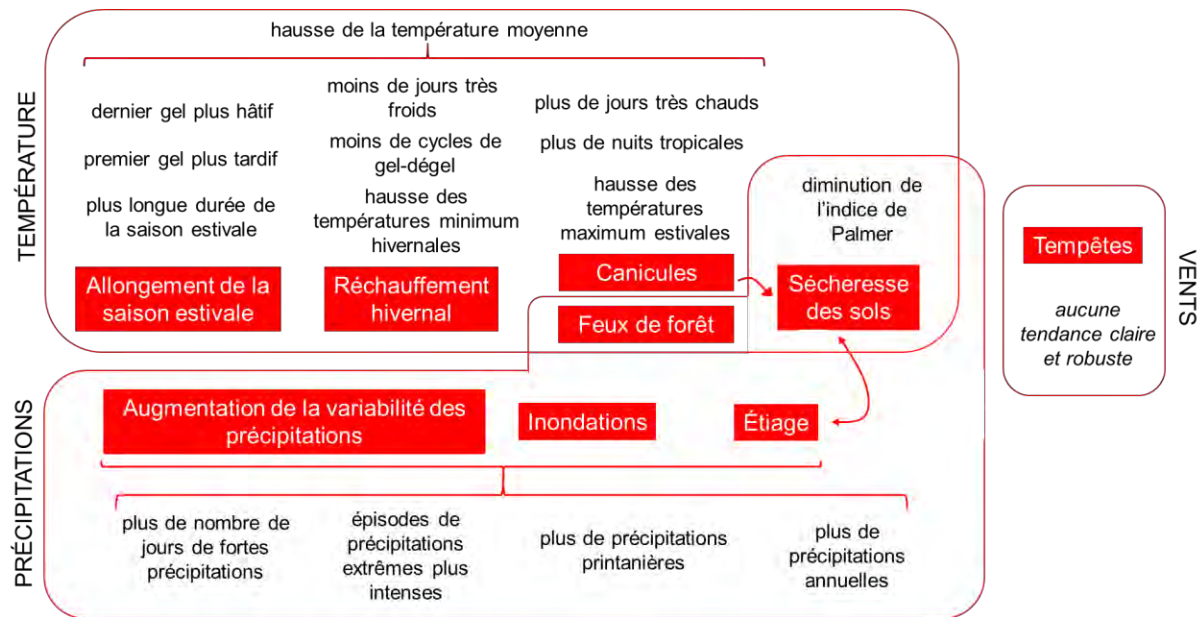 TEMPÉRATURE
hausse de la température moyenne
dernier gel plus hâtif
premier gel plus tardif
plus longue durée de
la saison estivale
Allongement de la
saison estivale
moins de jours très
froids
moins de cycles de
gel-dégel
hausse des
températures minimum
hivernales
Réchauffement
hivernal
plus de jours très chauds
plus de nuits tropicales
hausse des
températures
maximum estivales
Canicules
Feux de forêt
diminution de
l'indice de
Palmer
Sécheresse
des sols
Tempêtes
aucune
tendance claire
et robuste
VENTS
PRÉCIPITATIONS
Augmentation de la variabilité des
précipitations
Inondations
Étiage
plus de nombre de
jours de fortes
précipitations
épisodes de
précipitations
extrêmes plus
intenses
plus de précipitations
printanières
plus de
précipitations
annuelles